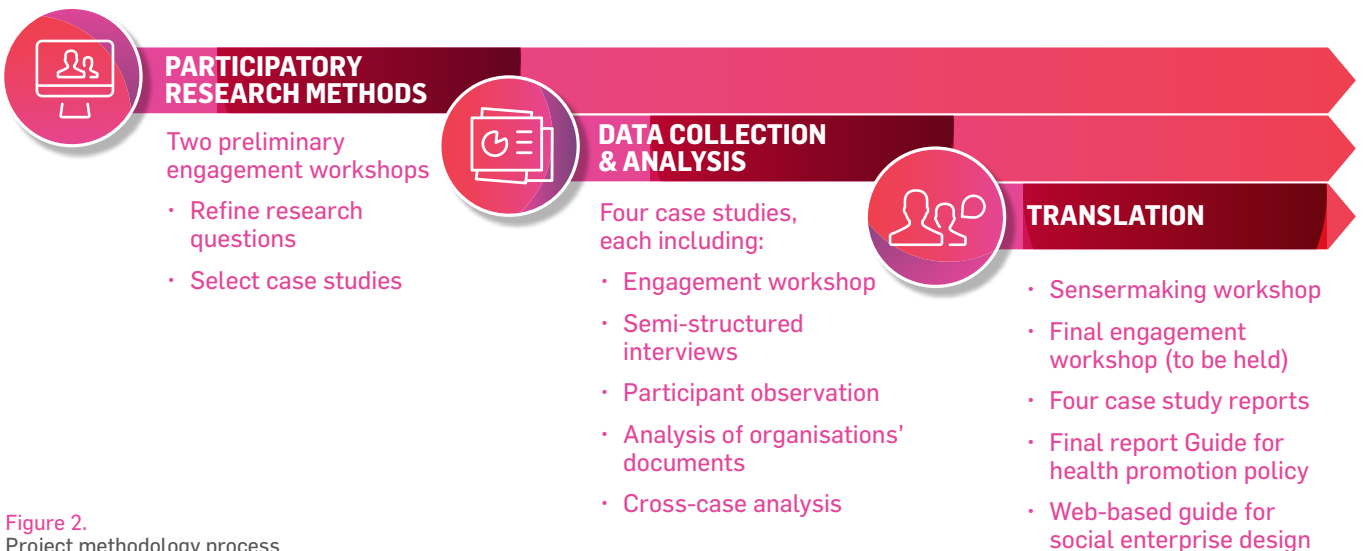 PARTICIPATORY
RESEARCH METHODS
Two preliminary
engagement workshops
· Refine research
questions
· Select case studies
DATA COLLECTION
& ANALYSIS
Four case studies,
each including:
· Engagement workshop
· Semi-structured
interviews
· Participant observation
· Analysis of organisations’
documents
· Cross-case analysis
TRANSLATION
· Sensermaking workshop
· Final engagement
workshop (to be held)
· Four case study reports
· Final report Guide for
health promotion policy
· Web-based guide for
social enterprise design
Figure 2.
Project methodology process